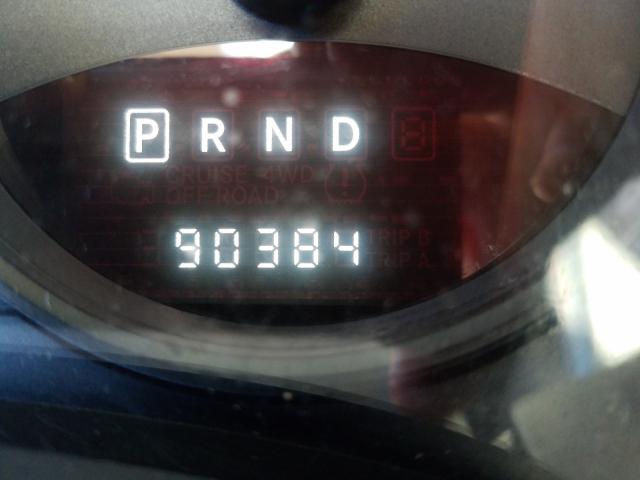 P R N D
CRUISE 4WD
OFF ROAD
TRIP B
90384
TRIP A